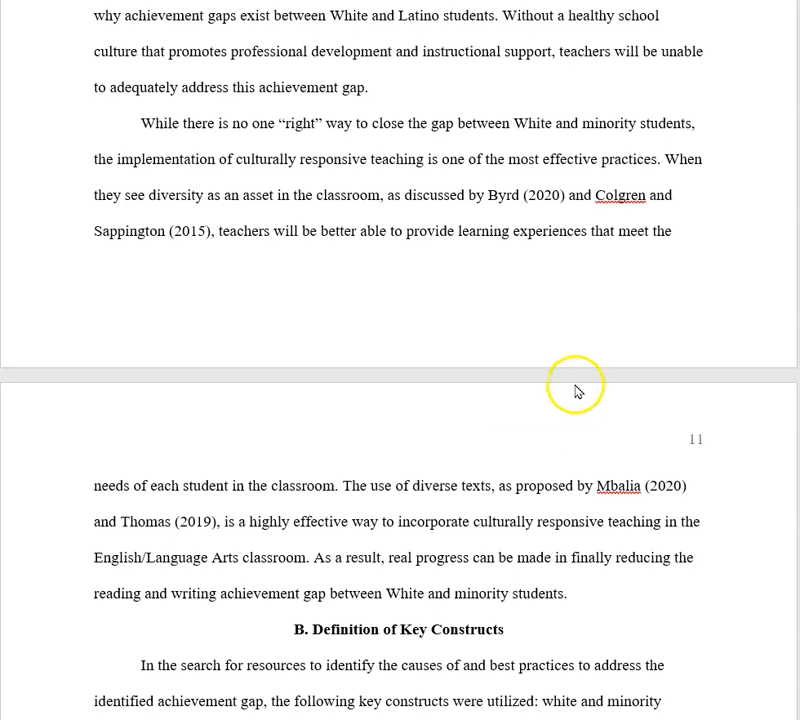 why achievement gaps exist between White and Latino students. Without a healthy school
culture that promotes professional development and instructional support, teachers will be unable
to adequately address this achievement gap.
While there is no one “right” way to close the gap between White and minority students,
the implementation of culturally responsive teaching is one of the most effective practices. When
they see diversity as an asset in the classroom, as discussed by Byrd (2020) and Colgren and
Sappington (2015), teachers will be better able to provide learning experiences that meet the
11
needs of each student in the classroom. The use of diverse texts, as proposed by Mbalia (2020)
and Thomas (2019), is a highly effective way to incorporate culturally responsive teaching in the
English/Language Arts classroom. As a result, real progress can be made in finally reducing the
reading and writing achievement gap between White and minority students.
B. Definition of Key Constructs
In the search for resources to identify the causes of and best practices to address the
identified achievement gap, the following key constructs were utilized: white and minority